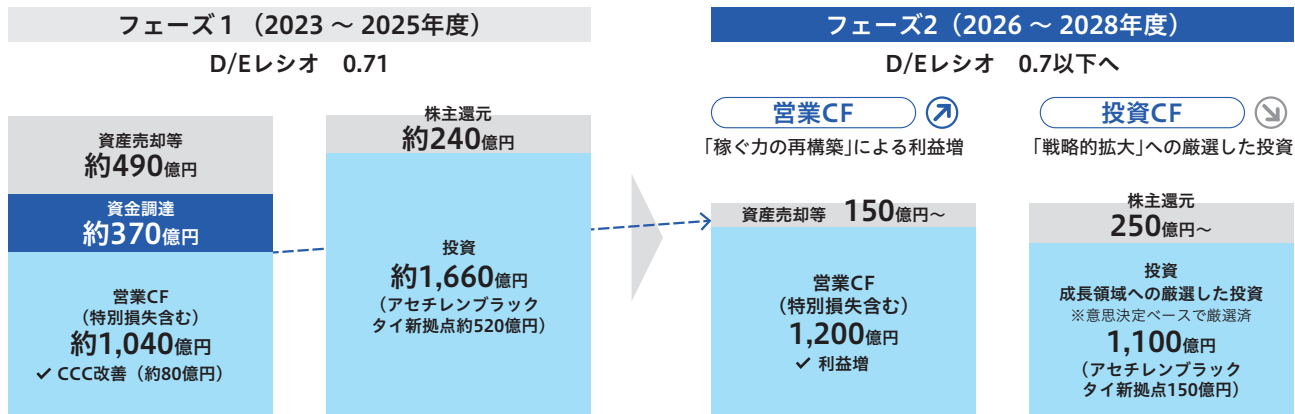 フェーズ1（2023 ～ 2025年度）
D/Eレシオ　0.71
資産売却等
約490億円
資金調達
約370億円
営業CF
（特別損失含む）
約1,040億円
✓ CCC改善（約80億円）
株主還元
約240億円
投資
約1,660億円
（アセチレンブラック
タイ新拠点約520億円）
フェーズ2（2026 ～ 2028年度）
D/Eレシオ　0.7以下へ
営業CF
「稼ぐ力の再構築」による利益増
資産売却等　150億円～
営業CF
（特別損失含む）
1,200億円
✓ 利益増
投資CF
「戦略的拡大」への厳選した投資
株主還元
250億円～
投資
成長領域への厳選した投資
※意思決定ベースで厳選済
1,100億円
（アセチレンブラック
タイ新拠点150億円）